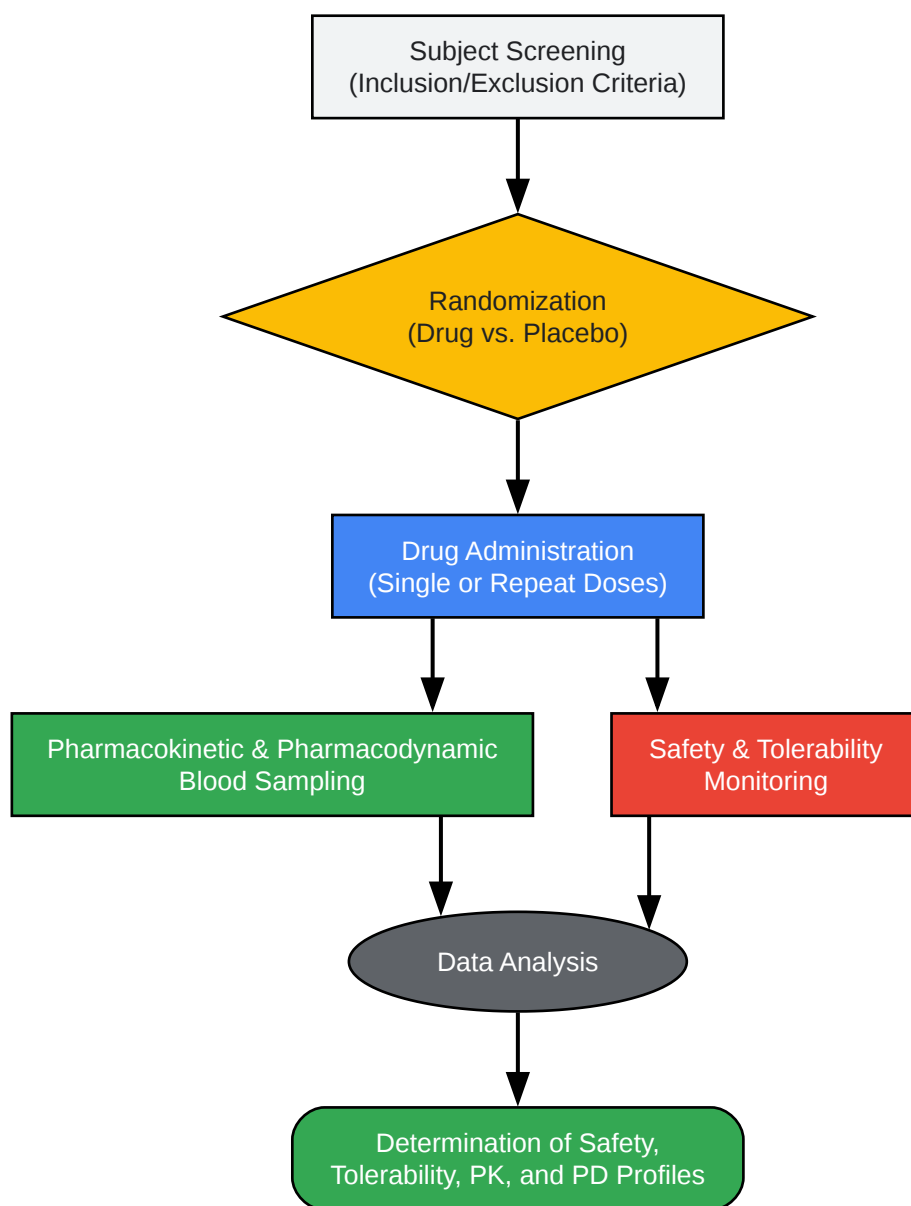 Subject Screening
(Inclusion/Exclusion Criteria)
Randomization
(Drug vs. Placebo)
Drug Administration
(Single or Repeat Doses)
Pharmacokinetic & Pharmacodynamic
Blood Sampling
Safety & Tolerability
Monitoring
Data Analysis
Determination of Safety,
Tolerability, PK, and PD Profiles